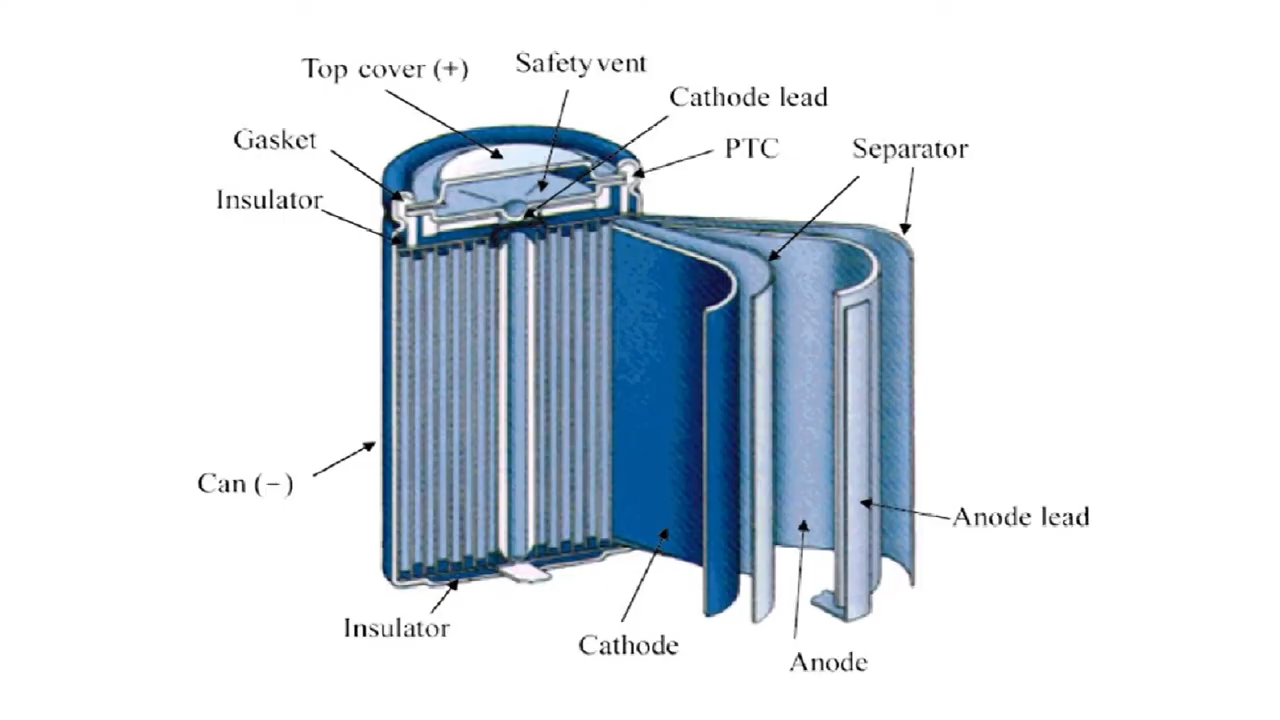 Top cover (+)
Safety vent
Cathode lead
Gasket
PTC
Separator
Insulator
Can (−)
Anode lead
Insulator
Cathode
Anode